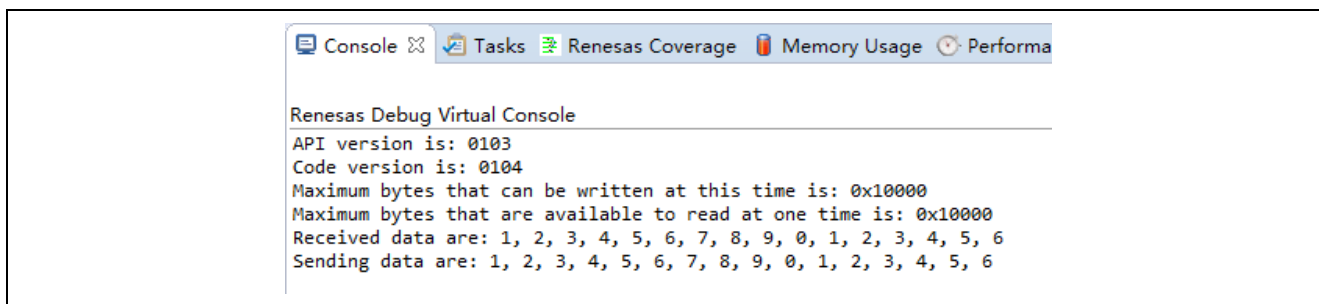 Console Tasks Renesas Coverage Memory Usage Performa
Renesas Debug Virtual Console
API version is: 0103
Code version is: 0104
Maximum bytes that can be written at this time is: 0x10000
Maximum bytes that are available to read at one time is: 0x10000
Received data are: 1, 2, 3, 4, 5, 6, 7, 8, 9, 0, 1, 2, 3, 4, 5, 6
Sending data are: 1, 2, 3, 4, 5, 6, 7, 8, 9, 0, 1, 2, 3, 4, 5, 6